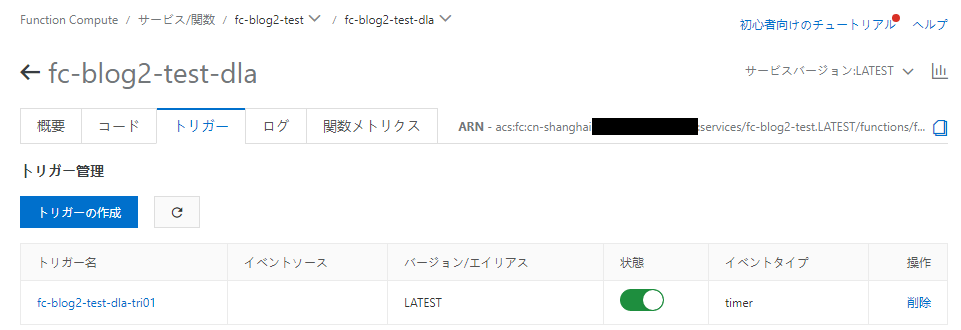 Function Compute / サービス/関数 / fc-blog2-test / fc-blog2-test-dla
初心者向けのチュートリアル ヘルプ
fc-blog2-test-dla
サービスバージョン:LATEST
概要 コード トリガー ログ 関数メトリクス
ARN - acs:fc:cn-shanghai :services/fc-blog2-test.LATEST/functions/f...
トリガー管理
トリガーの作成
トリガー名 イベントソース バージョン/エイリアス 状態 イベントタイプ 操作
fc-blog2-test-dla-tri01 LATEST timer 削除